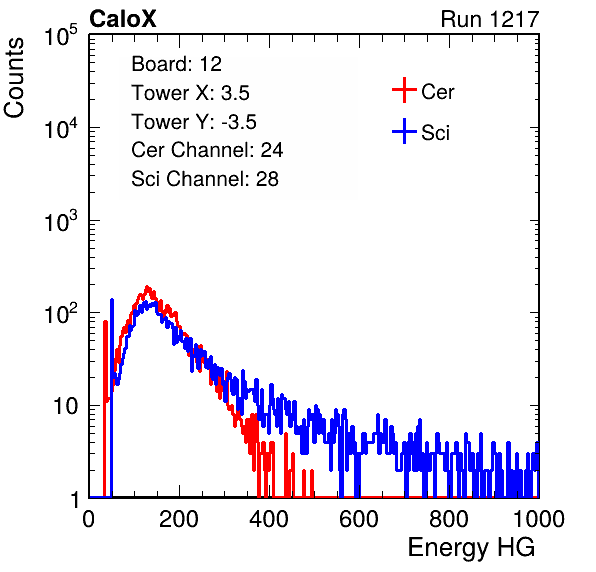 CaloX Run 1217
Board: 12
Tower X: 3.5
Tower Y: -3.5
Cer Channel: 24
Sci Channel: 28
Cer
Sci
Counts
10^5
10^4
10^3
10^2
10
1
0 200 400 600 800 1000
Energy HG